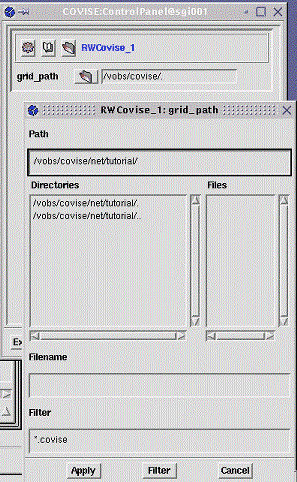 COVISE:ControlPanel@sgi001
RWCovise_1
grid_path
/vobs/covise/.
RWCovise_1: grid_path
Path
/vobs/covise/net/tutorial/
Directories Files
/vobs/covise/net/tutorial/.
/vobs/covise/net/tutorial/..
Ex
Filename
Filter
*.covise
Apply Filter Cancel